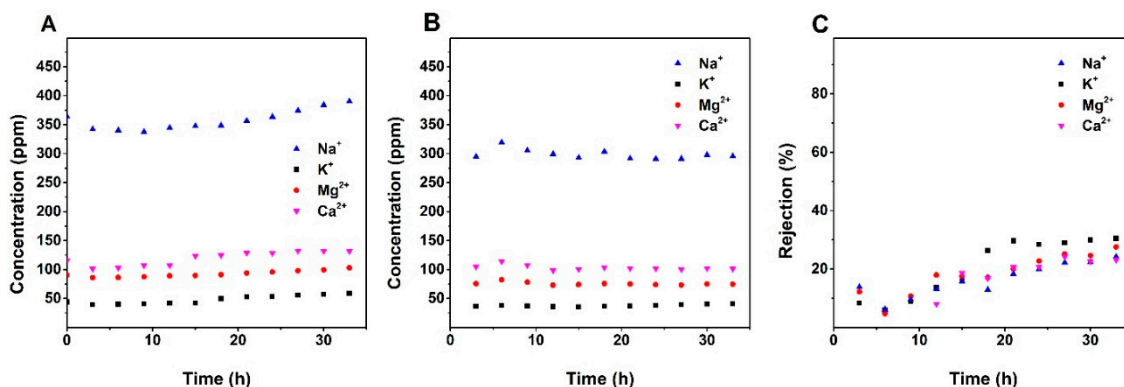 A
Concentration (ppm)
450
400
350
300
250
200
150
100
50
0
10
20
30
Time (h)
Na⁺
K⁺
Mg²⁺
Ca²⁺
B
Concentration (ppm)
450
400
350
300
250
200
150
100
50
0
10
20
30
Time (h)
Na⁺
K⁺
Mg²⁺
Ca²⁺
C
Rejection (%)
80
60
40
20
0
0
10
20
30
Time (h)
Na⁺
K⁺
Mg²⁺
Ca²⁺